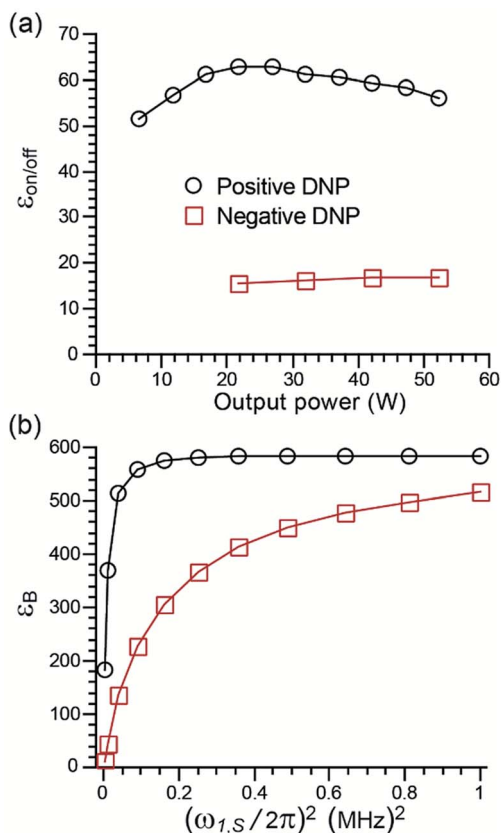 (a)
70
60
50
40
30
20
10
0
ε_on/off
Positive DNP
Negative DNP
0 10 20 30 40 50 60
Output power (W)
(b)
600
500
400
300
200
100
0
ε_B
0 0.2 0.4 0.6 0.8 1
(ω_1,S/2π)² (MHz)²